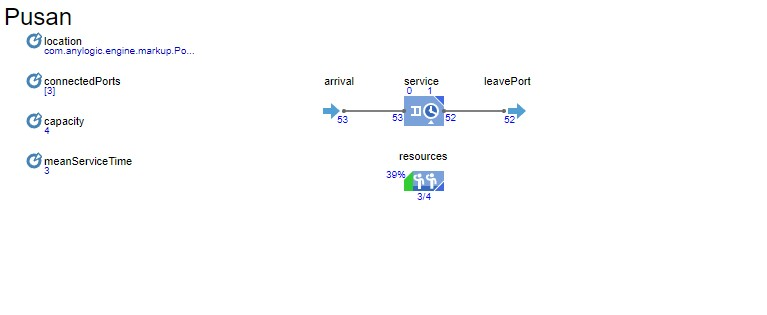 Pusan
location
com.anylogic.engine.markup.Po...
connectedPorts
[3]
capacity
4
meanServiceTime
3
arrival service leavePort
0 1
53 53 52 52
resources
39%
3/4